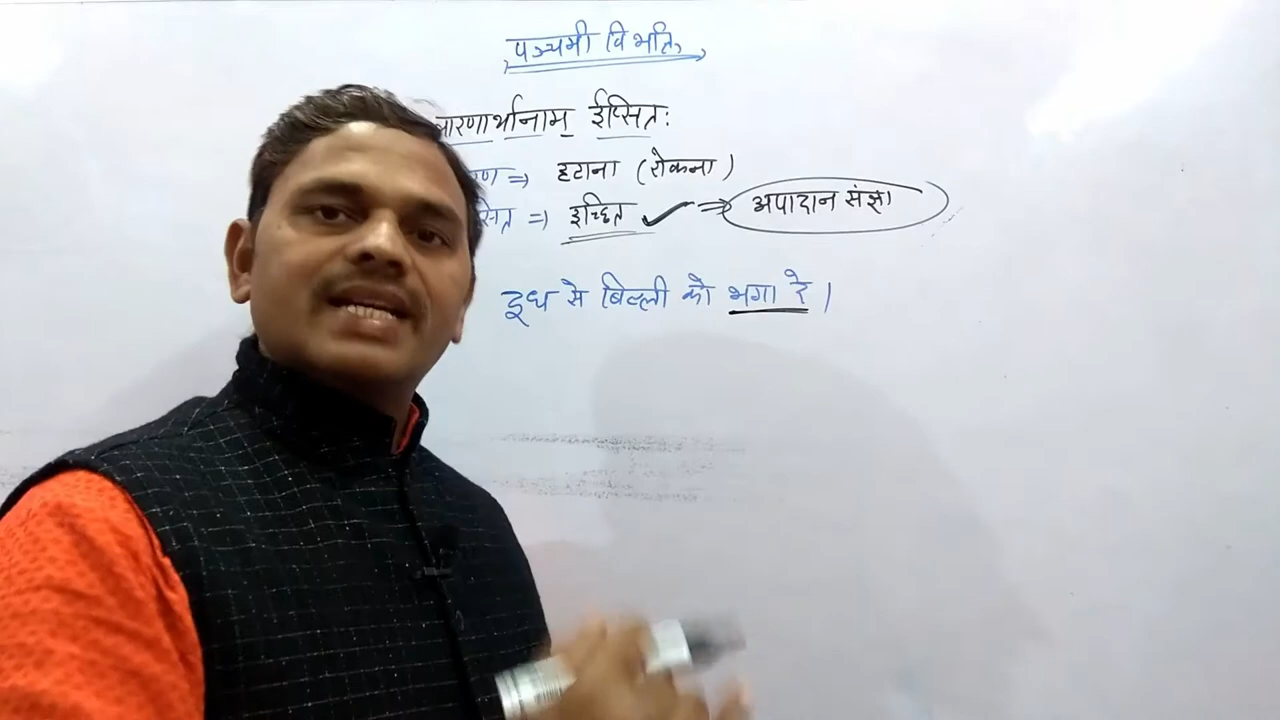 पञ्चमी विभक्ति
वारणार्थानाम् ईप्सितः
ण ⇒ हटाना (रोकना)
सित ⇒ इच्छित ✓ ⇒ अपादान संज्ञा
दूध से बिल्ली को भगा रे।